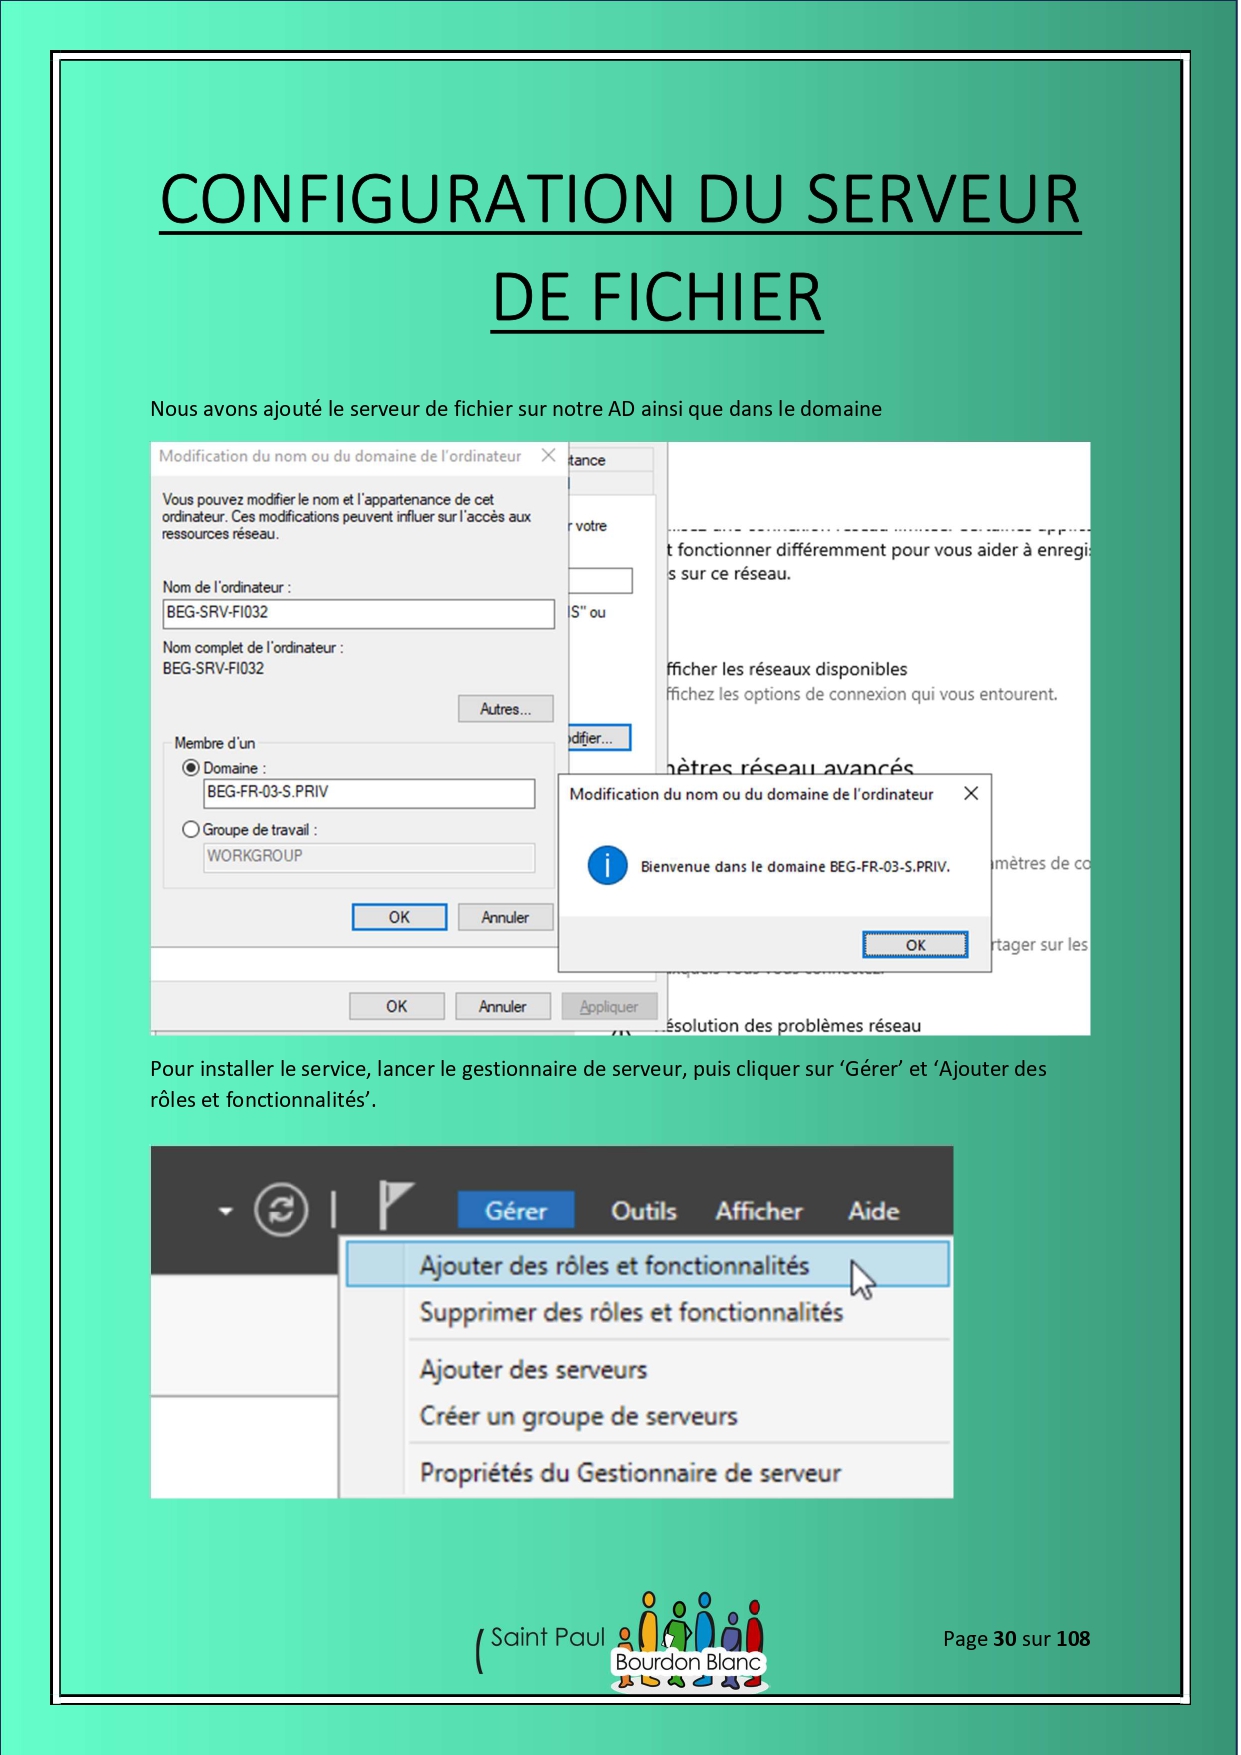 CONFIGURATION DU SERVEUR
DE FICHIER
Nous avons ajouté le serveur de fichier sur notre AD ainsi que dans le domaine
Modification du nom ou du domaine de l'ordinateur
Vous pouvez modifier le nom et l'appartenance de cet
ordinateur. Ces modifications peuvent influer sur l'accès aux
ressources réseau.
Nom de l'ordinateur :
BEG-SRV-FI032
Nom complet de l'ordinateur :
BEG-SRV-FI032
Autres...
Membre d'un
Domaine :
BEG-FR-03-S.PRIV
Groupe de travail :
WORKGROUP
OK Annuler
OK Annuler Appliquer
tance
r votre
IS" ou
odifier...
t fonctionner différemment pour vous aider à enregi
s sur ce réseau.
fficher les réseaux disponibles
ffichez les options de connexion qui vous entourent.
nètres réseau avancés
Modification du nom ou du domaine de l'ordinateur
Bienvenue dans le domaine BEG-FR-03-S.PRIV.
OK
amètres de co
rtager sur les
ésolution des problèmes réseau
Pour installer le service, lancer le gestionnaire de serveur, puis cliquer sur ‘Gérer’ et ‘Ajouter des
rôles et fonctionnalités’.
Gérer Outils Afficher Aide
Ajouter des rôles et fonctionnalités
Supprimer des rôles et fonctionnalités
Ajouter des serveurs
Créer un groupe de serveurs
Propriétés du Gestionnaire de serveur
Saint Paul
Bourdon Blanc
Page 30 sur 108